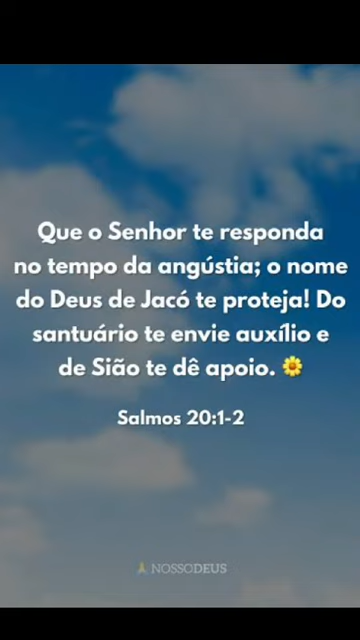 Que o Senhor te responda
no tempo da angústia; o nome
do Deus de Jacó te proteja! Do
santuário te envie auxílio e
de Sião te dê apoio. 🌼
Salmos 20:1-2
🙏 NOSSODEUS